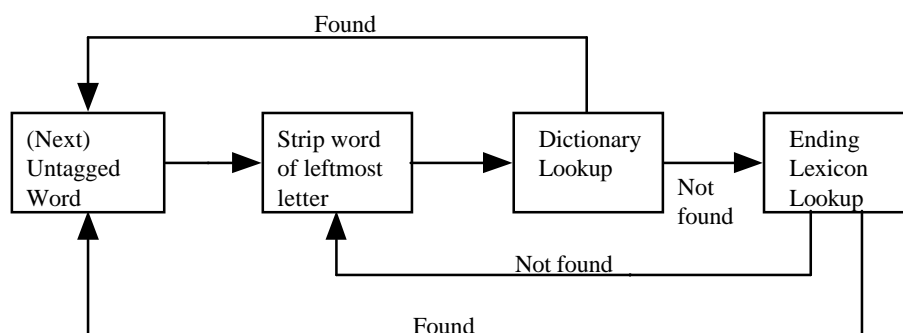 Found
(Next)
Untagged
Word
Strip word
of leftmost
letter
Dictionary
Lookup
Not
found
Ending
Lexicon
Lookup
Not found
Found